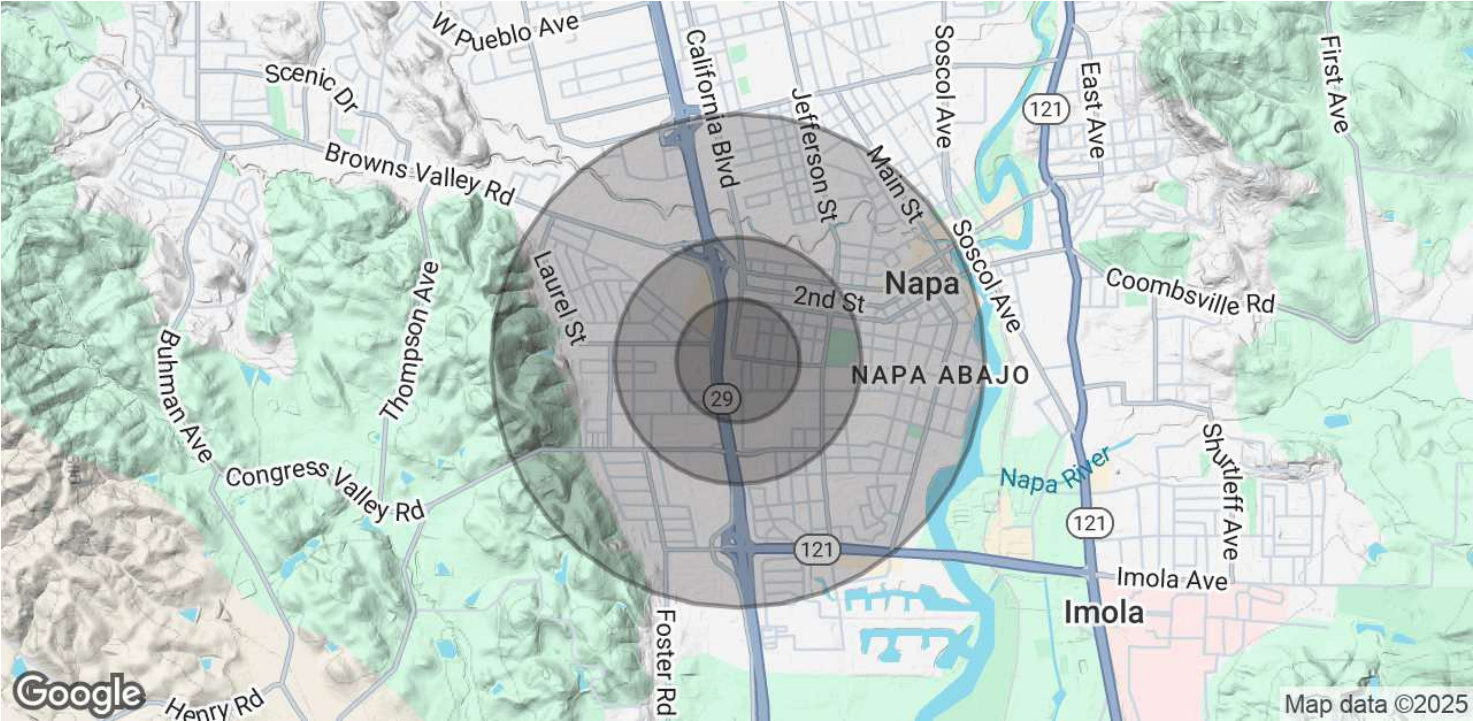 W Pueblo Ave
Scenic Dr
California Blvd
Soscol Ave
First Ave
East Ave
121
Jefferson St
Main St
Browns Valley Rd
Laurel St
Thompson Ave
Soscol Ave
Coombsville Rd
Napa
2nd St
Buhman Ave
NAPA ABAJO
29
Congress Valley Rd
Napa River
Shurtleff Ave
121
121
Imola Ave
Imola
Foster Rd
Henry Rd
Google
Map data ©2025